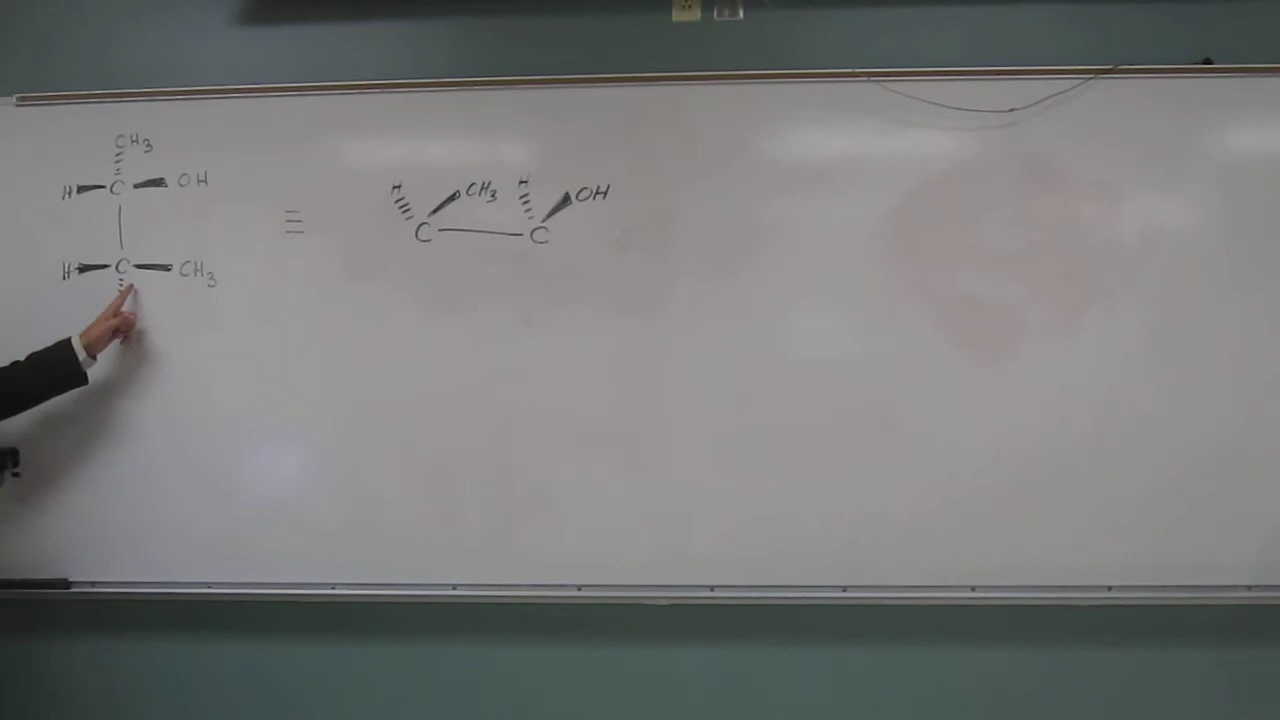 CH3
H C OH
H C CH3
≡
H CH3 H OH
C C